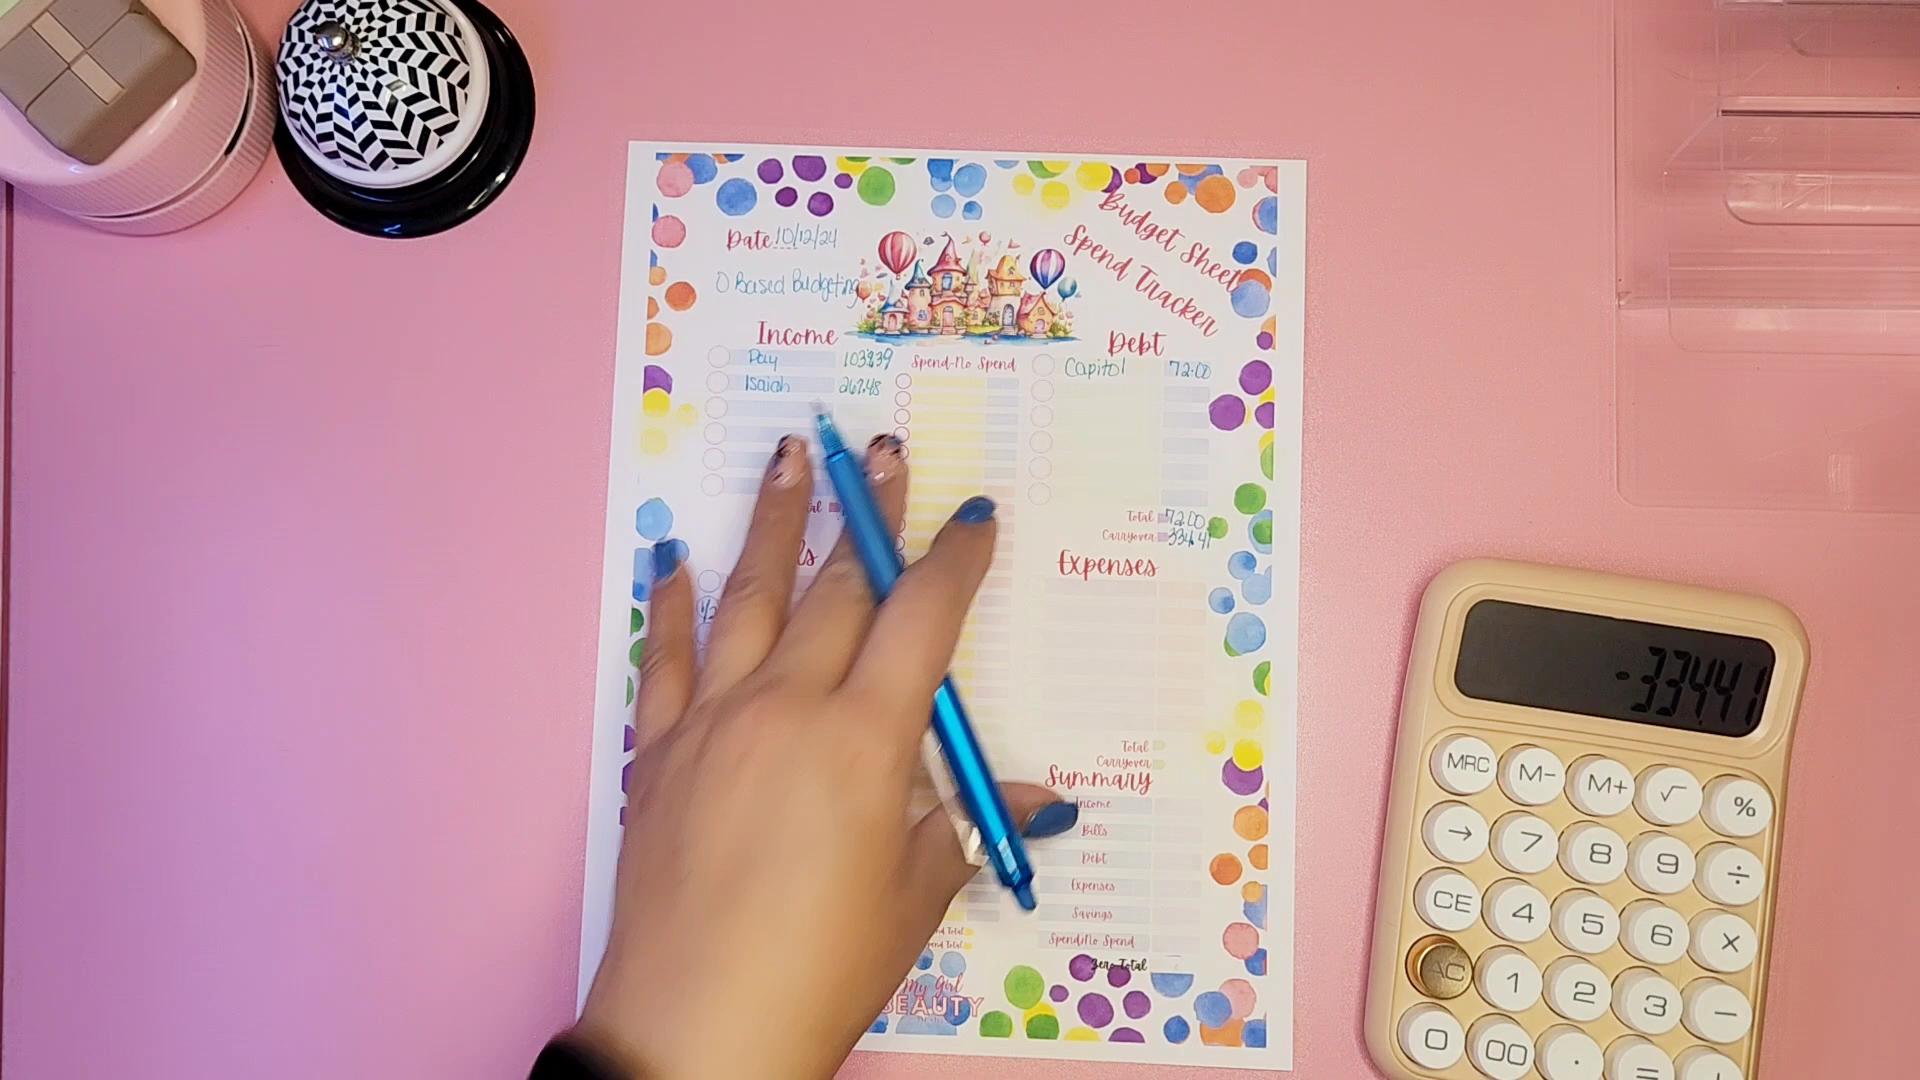 Budget Sheet
Spend Tracker
Date 10/12/24
0 Based Budgeting
Income
Pay
Isaiah 267.48
Spend-No Spend
Debt
Capitol 72.00
Total 72.00
Carryover 334.41
Expenses
Total
Carryover
Summary
Income
Bills
Debt
Expenses
Savings
Spend/No Spend
Zero Total
My Girl
BEAUTY
-334.41
MRC M- M+ √ %
→ 7 8 9 ÷
CE 4 5 6 ×
AC 1 2 3 −
0 00 . = +